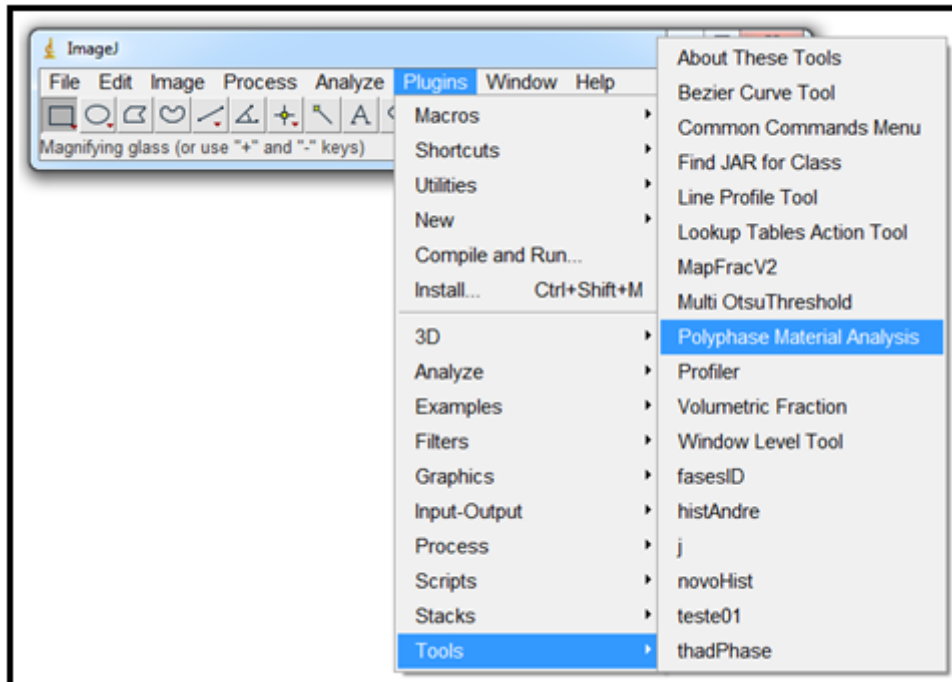 ImageJ
File Edit Image Process Analyze Plugins Window Help
A
Magnifying glass (or use "+" and "-" keys)
Macros
Shortcuts
Utilities
New
Compile and Run...
Install... Ctrl+Shift+M
3D
Analyze
Examples
Filters
Graphics
Input-Output
Process
Scripts
Stacks
Tools
About These Tools
Bezier Curve Tool
Common Commands Menu
Find JAR for Class
Line Profile Tool
Lookup Tables Action Tool
MapFracV2
Multi OtsuThreshold
Polyphase Material Analysis
Profiler
Volumetric Fraction
Window Level Tool
fasesID
histAndre
j
novoHist
teste01
thadPhase